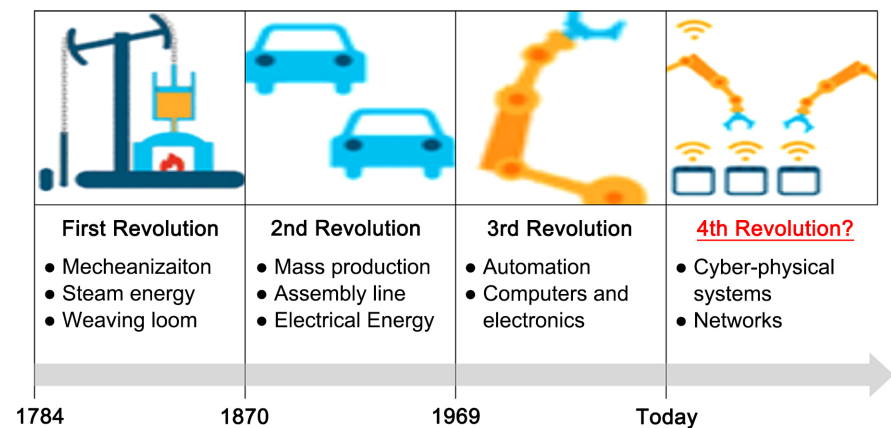 First Revolution
● Mecheanizaiton
● Steam energy
● Weaving loom
2nd Revolution
● Mass production
● Assembly line
● Electrical Energy
3rd Revolution
● Automation
● Computers and
electronics
4th Revolution?
● Cyber-physical
systems
● Networks
1784
1870
1969
Today